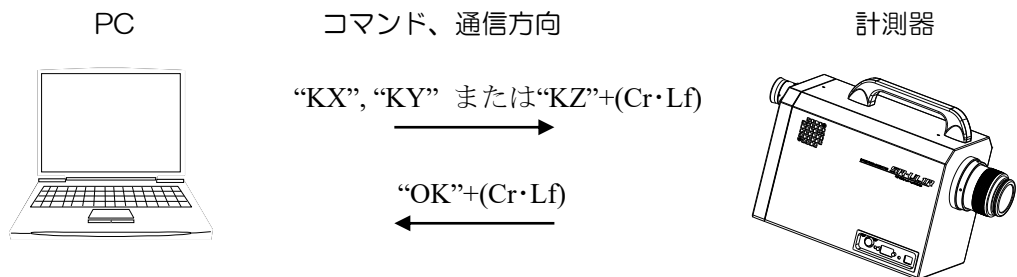 PC コマンド、通信方向 計測器
“KX”, “KY” または“KZ”+(Cr・Lf)
“OK”+(Cr・Lf)